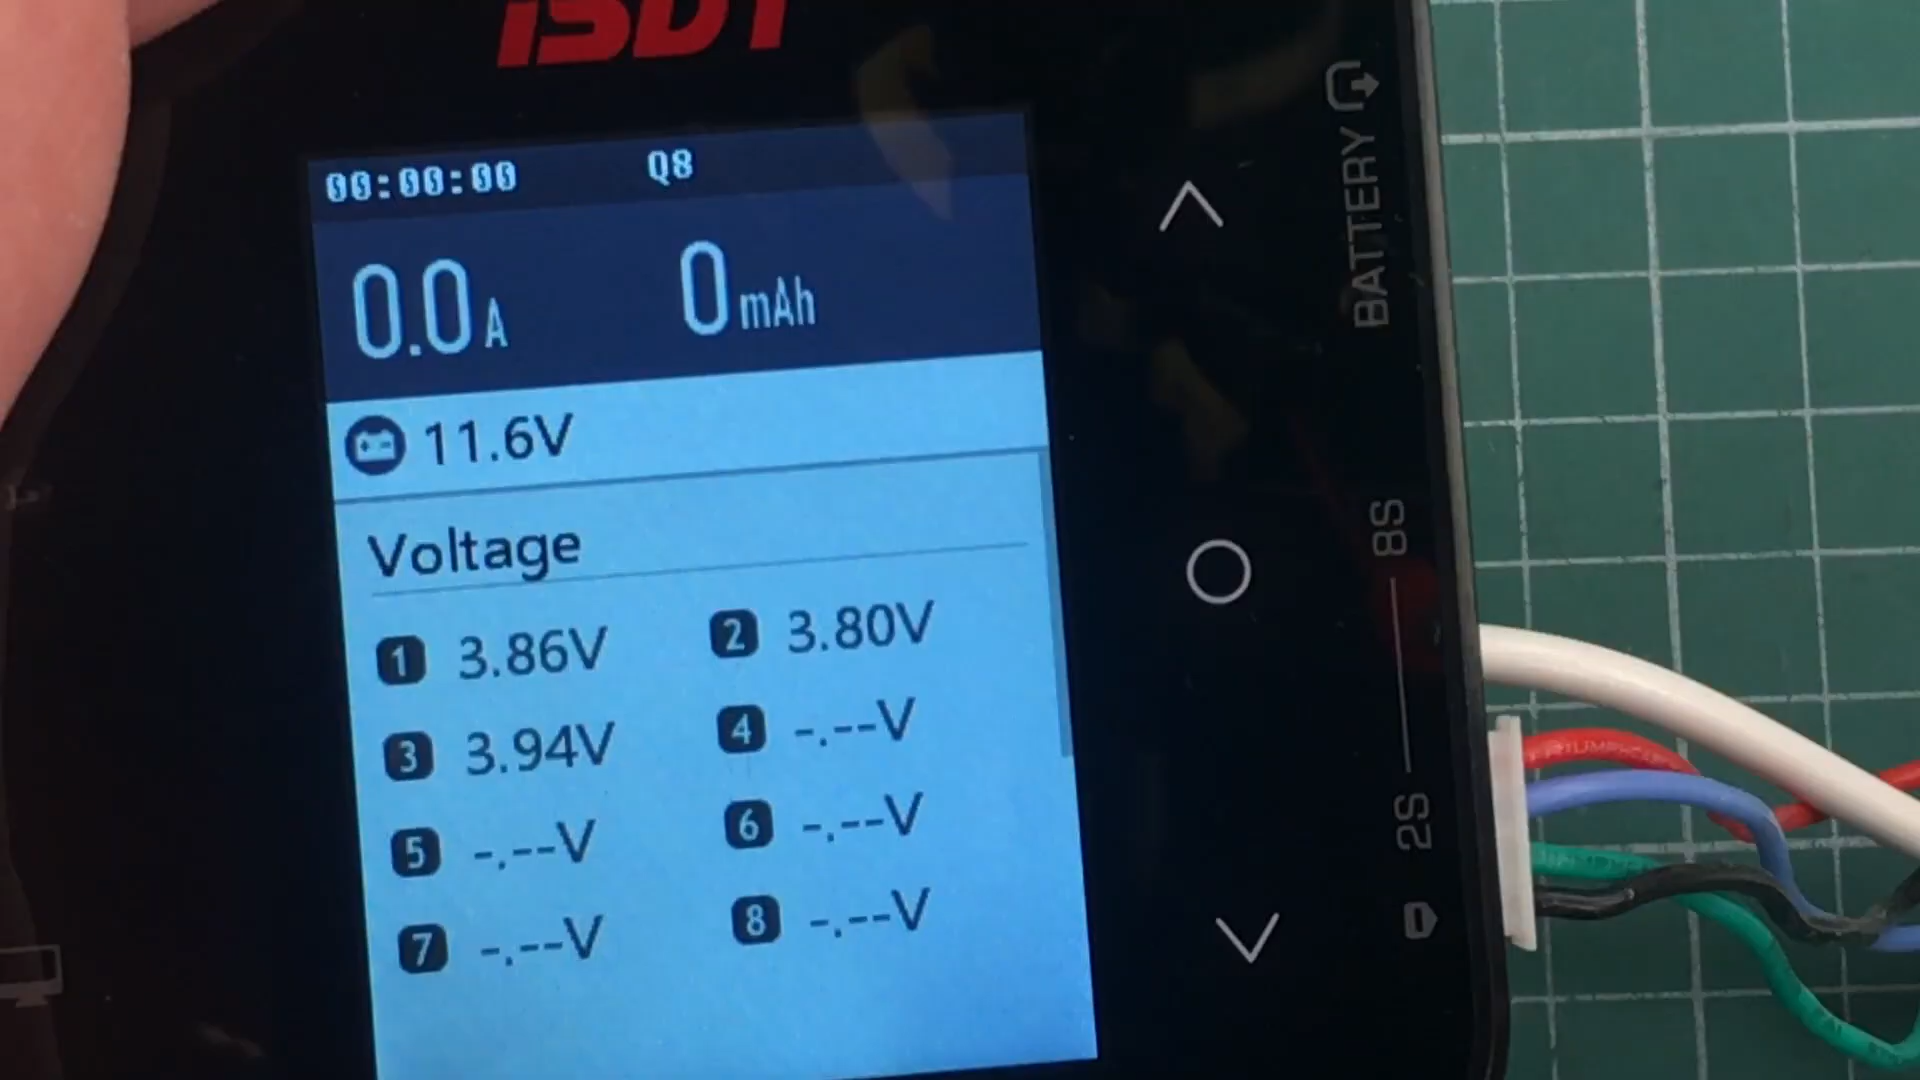 iSDT
00:00:00 Q8
0.0A 0mAh
11.6V
Voltage
1 3.86V 2 3.80V
3 3.94V 4 -.--V
5 -.--V 6 -.--V
7 -.--V 8 -.--V
BATTERY
8S
2S